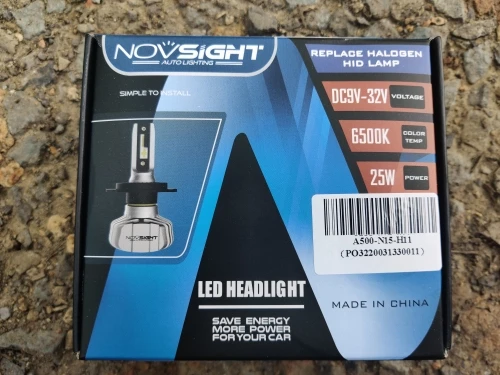 NOVSIGHT
AUTO LIGHTING
SIMPLE TO INSTALL
REPLACE HALOGEN
HID LAMP
DC9V-32V VOLTAGE
6500K COLOR TEMP
25W POWER
NOVSIGHT
A500-N15-H11
(PO3220031330011)
LED HEADLIGHT
SAVE ENERGY
MORE POWER
FOR YOUR CAR
MADE IN CHINA